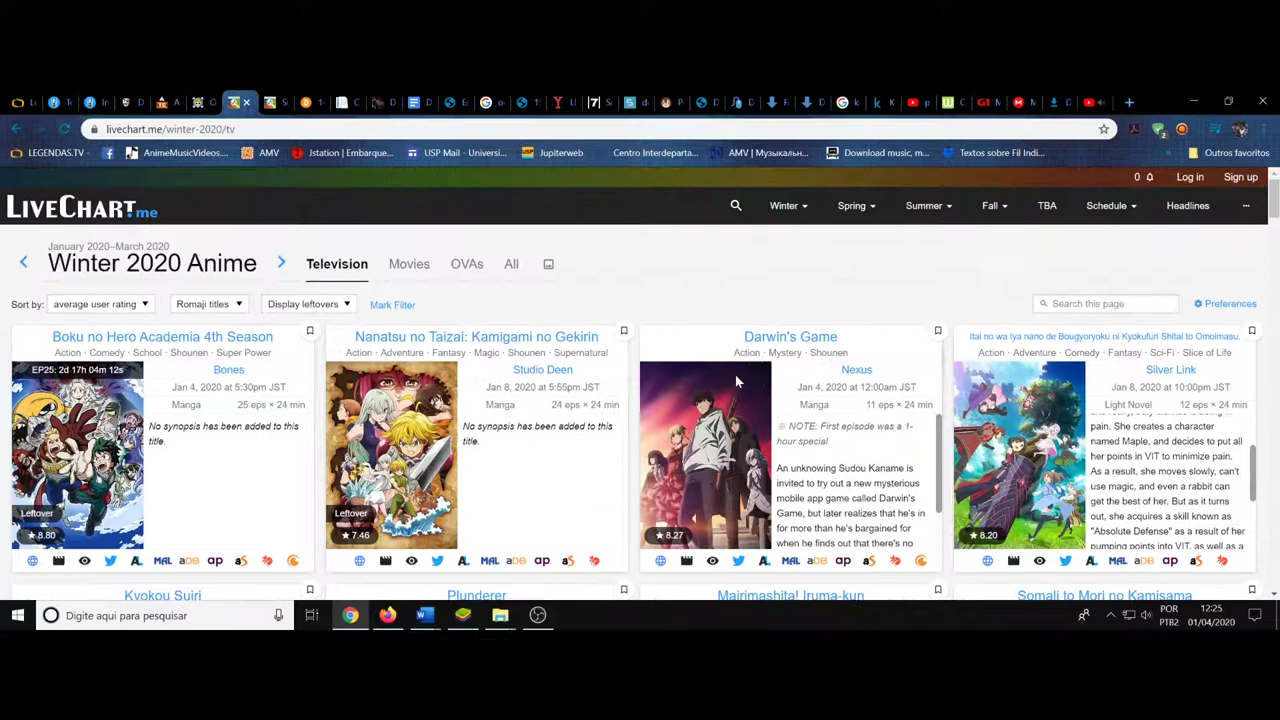 livechart.me/winter-2020/tv
LEGENDAS.TV -
AnimeMusicVideos....
AMV
Jstation | Embarque...
USP Mail - Universi...
Jupiterweb
Centro Interdeparta...
AMV | Музыкальн...
Download music, m...
Textos sobre Fil Indi...
Outros favoritos
0
Log in
Sign up
LIVECHART.me
Winter
Spring
Summer
Fall
TBA
Schedule
Headlines
January 2020–March 2020
Winter 2020 Anime
Television
Movies
OVAs
All
Sort by:
average user rating
Romaji titles
Display leftovers
Mark Filter
Search this page
Preferences
Boku no Hero Academia 4th Season
Action · Comedy · School · Shounen · Super Power
EP25: 2d 17h 04m 12s
Bones
Jan 4, 2020 at 5:30pm JST
Manga 25 eps × 24 min
No synopsis has been added to this
title.
Leftover
8.80
MAL
Nanatsu no Taizai: Kamigami no Gekirin
Action · Adventure · Fantasy · Magic · Shounen · Supernatural
Studio Deen
Jan 8, 2020 at 5:55pm JST
Manga 24 eps × 24 min
No synopsis has been added to this
title.
Leftover
7.46
MAL
Darwin's Game
Action · Mystery · Shounen
Nexus
Jan 4, 2020 at 12:00am JST
Manga 11 eps × 24 min
※ NOTE: First episode was a 1-
hour special
An unknowing Sudou Kaname is
invited to try out a new mysterious
mobile app game called Darwin's
Game, but later realizes that he's in
for more than he's bargained for
when he finds out that there's no
8.27
MAL
Itai no wa Iya nano de Bougyoryoku ni Kyokufuri Shitai to Omoimasu.
Action · Adventure · Comedy · Fantasy · Sci-Fi · Slice of Life
Silver Link
Jan 8, 2020 at 10:00pm JST
Light Novel 12 eps × 24 min
pain. She creates a character
named Maple, and decides to put all
her points in VIT to minimize pain.
As a result, she moves slowly, can't
use magic, and even a rabbit can
get the best of her. But as it turns
out, she acquires a skill known as
"Absolute Defense" as a result of her
pumping points into VIT, as well as a
8.20
MAL
Kyokou Suiri
Plunderer
Mairimashita! Iruma-kun
Somali to Mori no Kamisama
Digite aqui para pesquisar
POR
PTB2
12:25
01/04/2020